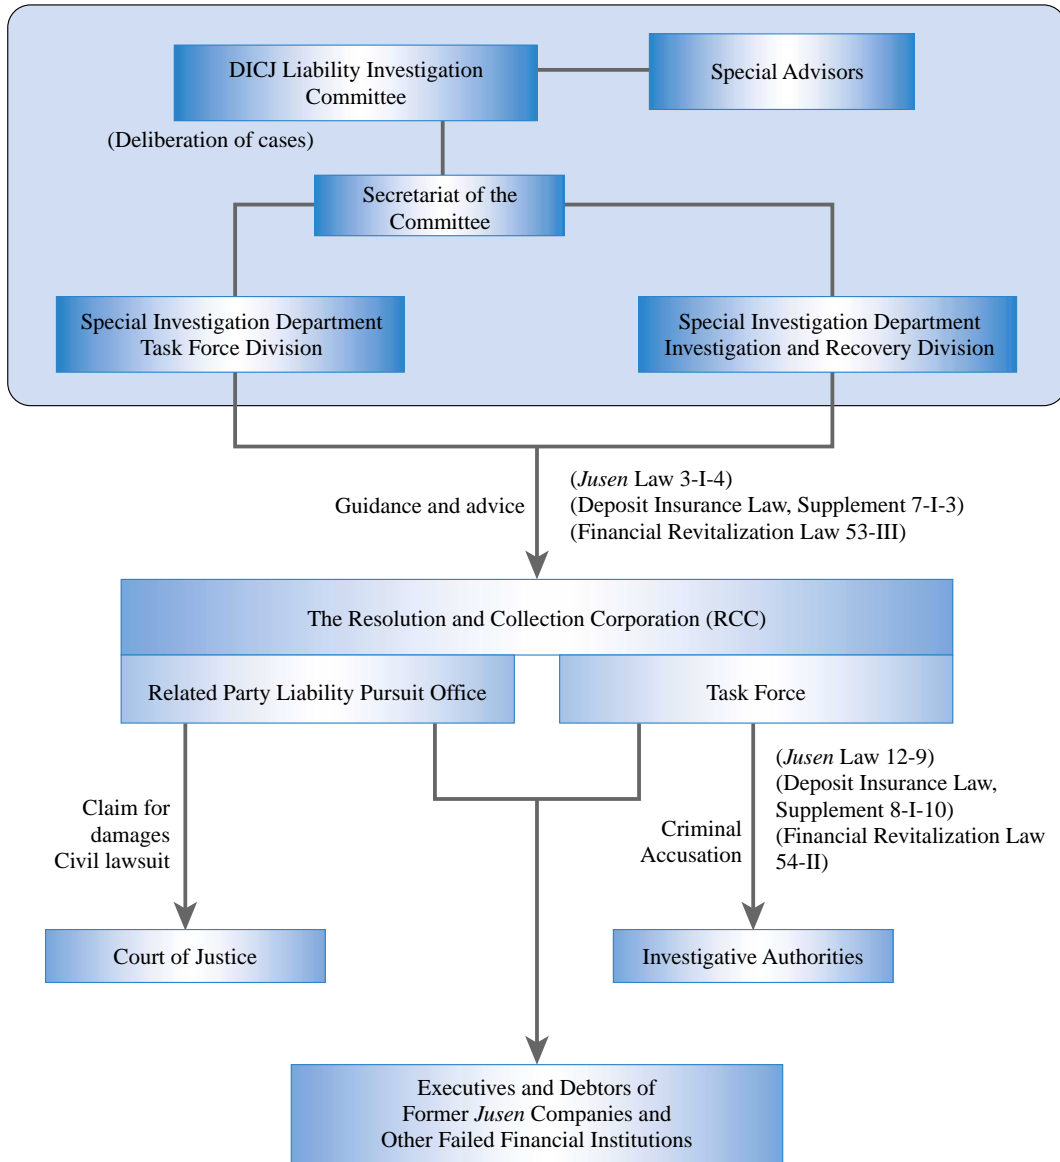 DICJ Liability Investigation
Committee
Special Advisors
(Deliberation of cases)
Secretariat of the
Committee
Special Investigation Department
Task Force Division
Special Investigation Department
Investigation and Recovery Division
Guidance and advice
(Jusen Law 3-I-4)
(Deposit Insurance Law, Supplement 7-I-3)
(Financial Revitalization Law 53-III)
The Resolution and Collection Corporation (RCC)
Related Party Liability Pursuit Office
Task Force
Claim for
damages
Civil lawsuit
Criminal
Accusation
(Jusen Law 12-9)
(Deposit Insurance Law,
Supplement 8-I-10)
(Financial Revitalization Law
54-II)
Court of Justice
Investigative Authorities
Executives and Debtors of
Former Jusen Companies and
Other Failed Financial Institutions